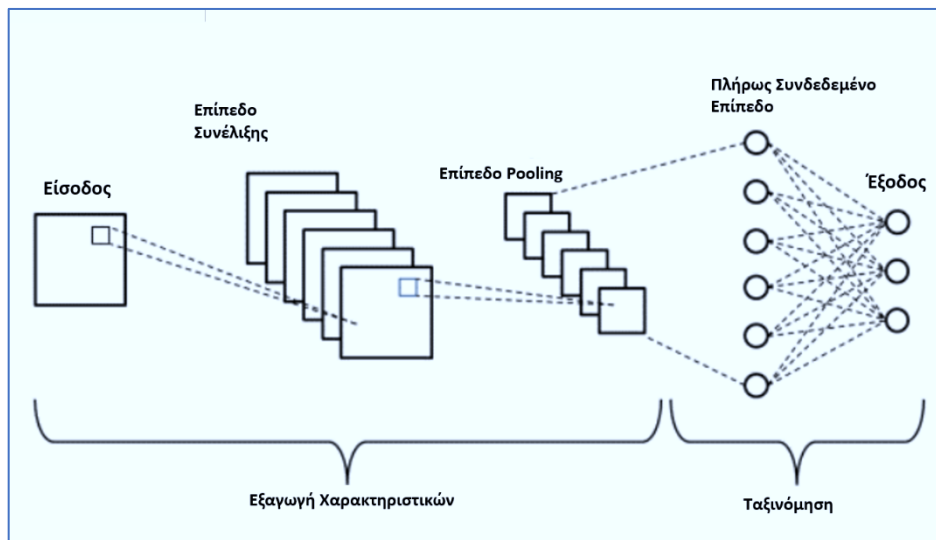 Πλήρως Συνδεδεμένο
Επίπεδο
Επίπεδο
Συνέλιξης
Επίπεδο Pooling
Είσοδος
Έξοδος
Εξαγωγή Χαρακτηριστικών
Ταξινόμηση